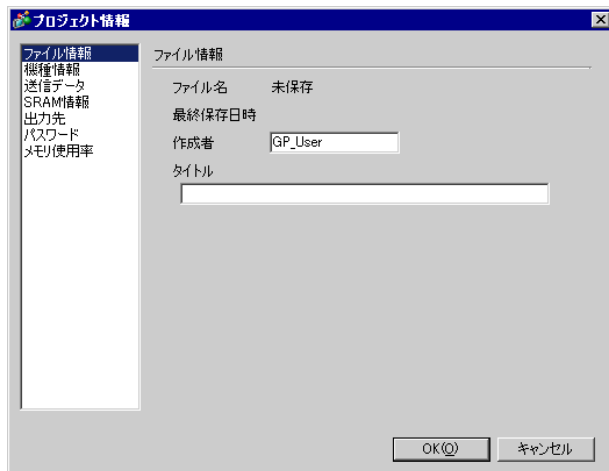 プロジェクト情報
ファイル情報
機種情報
送信データ
SRAM情報
出力先
パスワード
メモリ使用率
ファイル情報
ファイル名 未保存
最終保存日時
作成者 GP_User
タイトル
OK(O) キャンセル